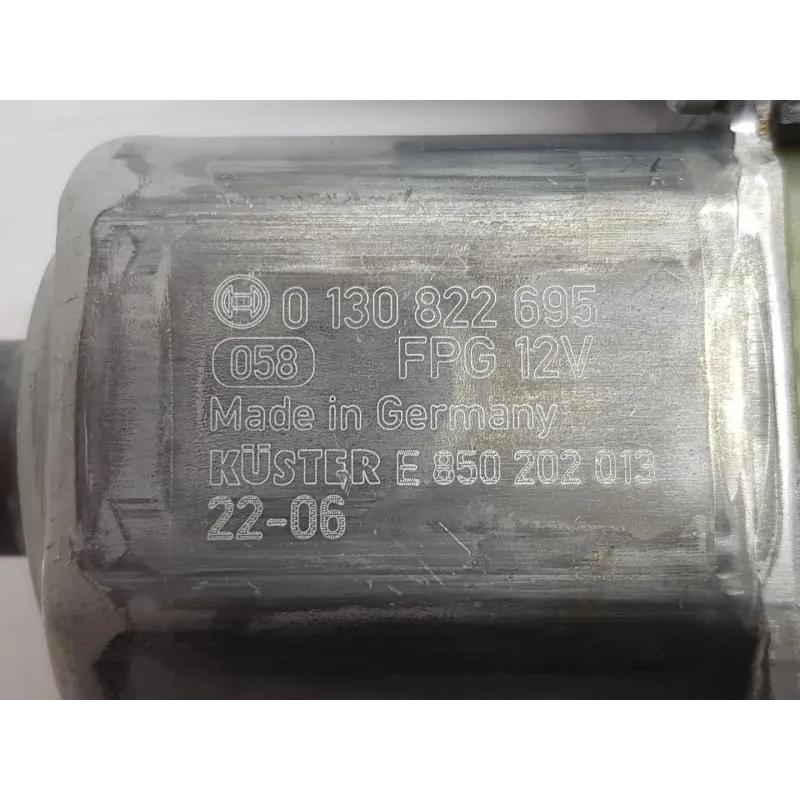 0 130 822 695
058 FPG 12V
Made in Germany
KÜSTER E 850 202 013
22-06